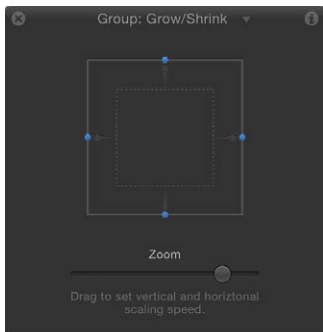 Group: Grow/Shrink
Zoom
Drag to set vertical and horiztonal
scaling speed.